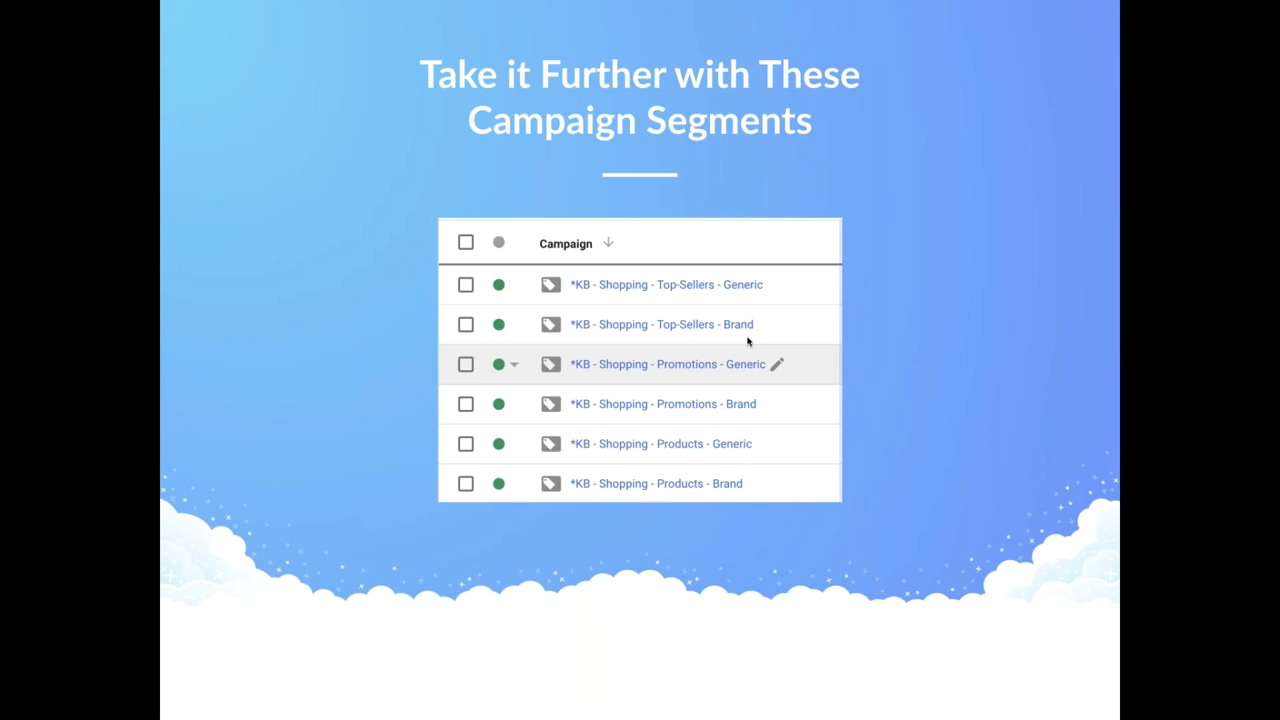 Take it Further with These
Campaign Segments
Campaign
*KB - Shopping - Top-Sellers - Generic
*KB - Shopping - Top-Sellers - Brand
*KB - Shopping - Promotions - Generic
*KB - Shopping - Promotions - Brand
*KB - Shopping - Products - Generic
*KB - Shopping - Products - Brand